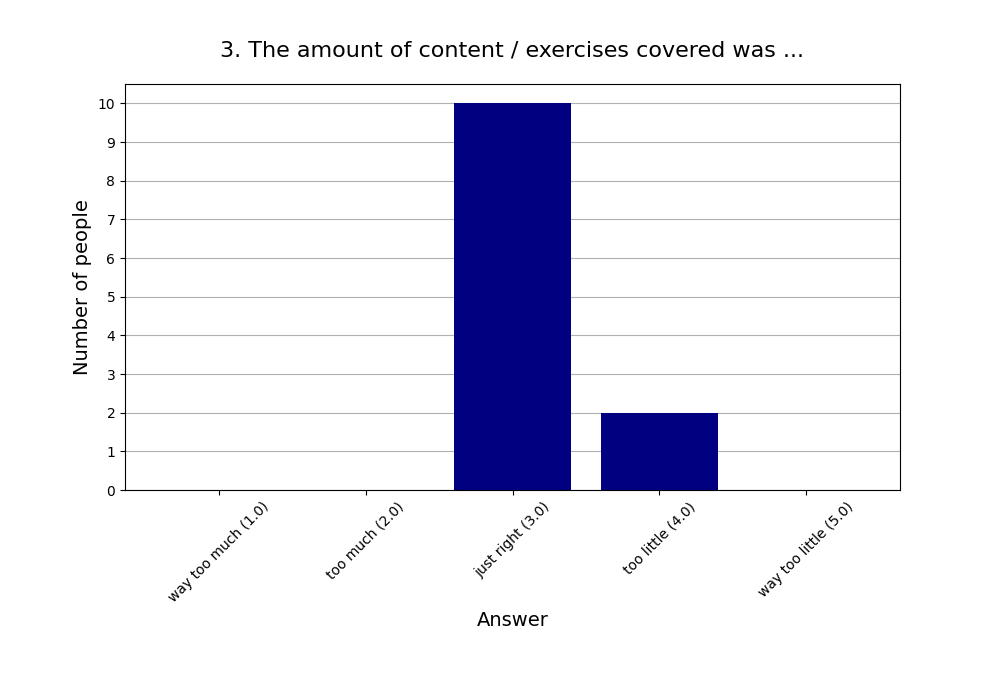 3. The amount of content / exercises covered was ...
Number of people
10
9
8
7
6
5
4
3
2
1
0
way too much (1.0)
too much (2.0)
just right (3.0)
too little (4.0)
way too little (5.0)
Answer